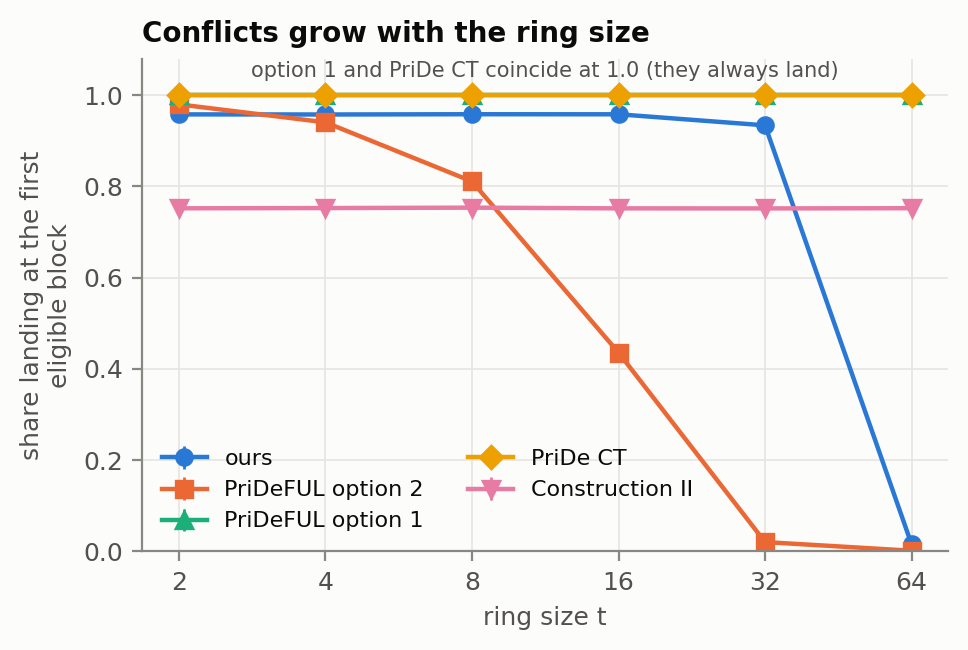 Conflicts grow with the ring size
option 1 and PriDe CT coincide at 1.0 (they always land)
share landing at the first
eligible block
1.0
0.8
0.6
0.4
0.2
0.0
ours
PriDeFUL option 2
PriDeFUL option 1
PriDe CT
Construction II
2 4 8 16 32 64
ring size t